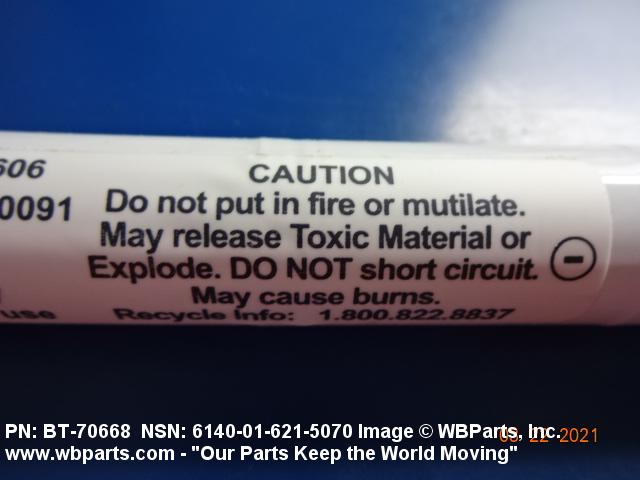 606
CAUTION
0091
Do not put in fire or mutilate.
May release Toxic Material or
Explode. DO NOT short circuit.
-
May cause burns.
use
Recycle Info: 1.800.822.8837
PN: BT-70668 NSN: 6140-01-621-5070 Image © WBParts, Inc.
22 2021
www.wbparts.com - "Our Parts Keep the World Moving"